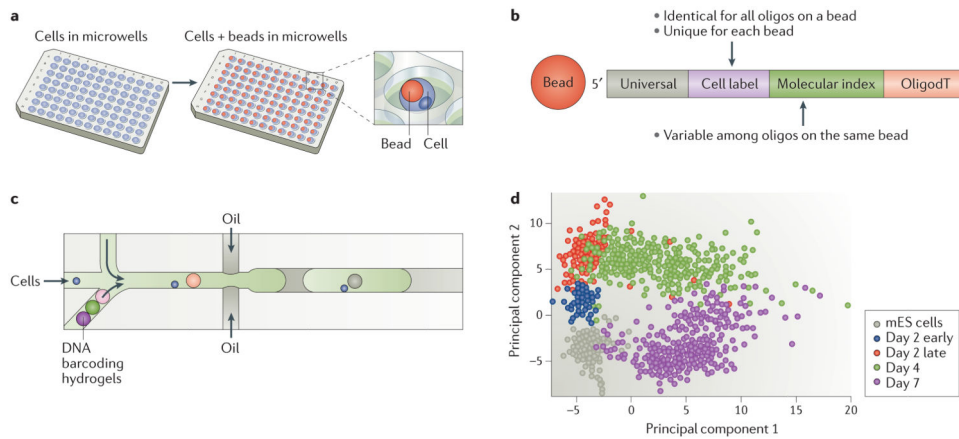 a
Cells in microwells
Cells + beads in microwells
Bead
Cell
b
• Identical for all oligos on a bead
• Unique for each bead
Bead
5′
Universal
Cell label
Molecular index
OligodT
• Variable among oligos on the same bead
c
Oil
Cells
DNA
barcoding
hydrogels
Oil
d
Principal component 2
10
5
0
−5
−5
0
5
10
15
20
Principal component 1
mES cells
Day 2 early
Day 2 late
Day 4
Day 7